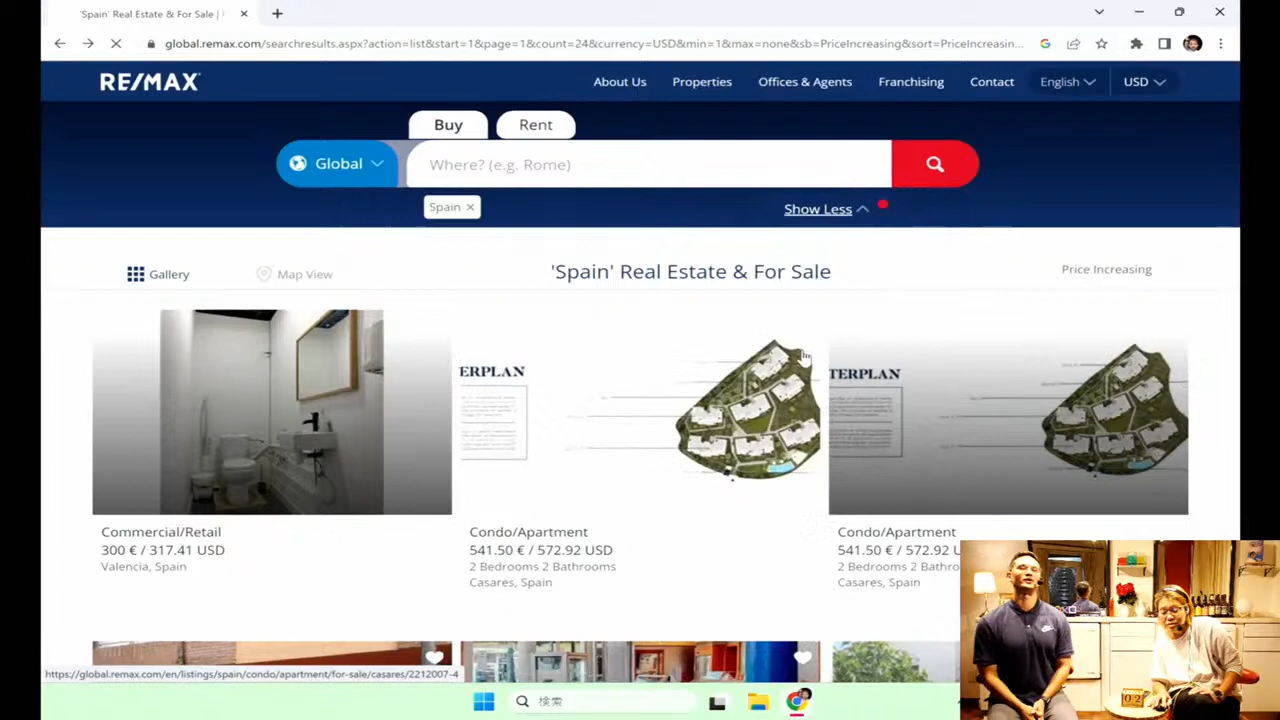 'Spain' Real Estate & For Sale |
global.remax.com/searchresults.aspx?action=list&start=1&page=1&count=24&currency=USD&min=1&max=none&sb=PriceIncreasing&sort=PriceIncreasin...
RE/MAX
About Us Properties Offices & Agents Franchising Contact English USD
Buy Rent
Global Where? (e.g. Rome)
Spain × Show Less
Gallery Map View 'Spain' Real Estate & For Sale Price Increasing
ERPLAN TERPLAN
Commercial/Retail
300 € / 317.41 USD
Valencia, Spain
Condo/Apartment
541.50 € / 572.92 USD
2 Bedrooms 2 Bathrooms
Casares, Spain
Condo/Apartment
541.50 € / 572.92 U
2 Bedrooms 2 Bathrooms
Casares, Spain
https://global.remax.com/en/listings/spain/condo/apartment/for-sale/casares/2212007-4
検索
02